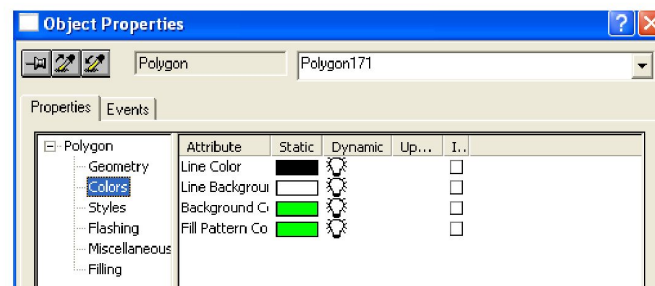 Object Properties
Polygon
Polygon171
Properties
Events
Polygon
Geometry
Colors
Styles
Flashing
Miscellaneous
Filling
Attribute Static Dynamic Up... I..
Line Color
Line Backgroui
Background C
Fill Pattern Co